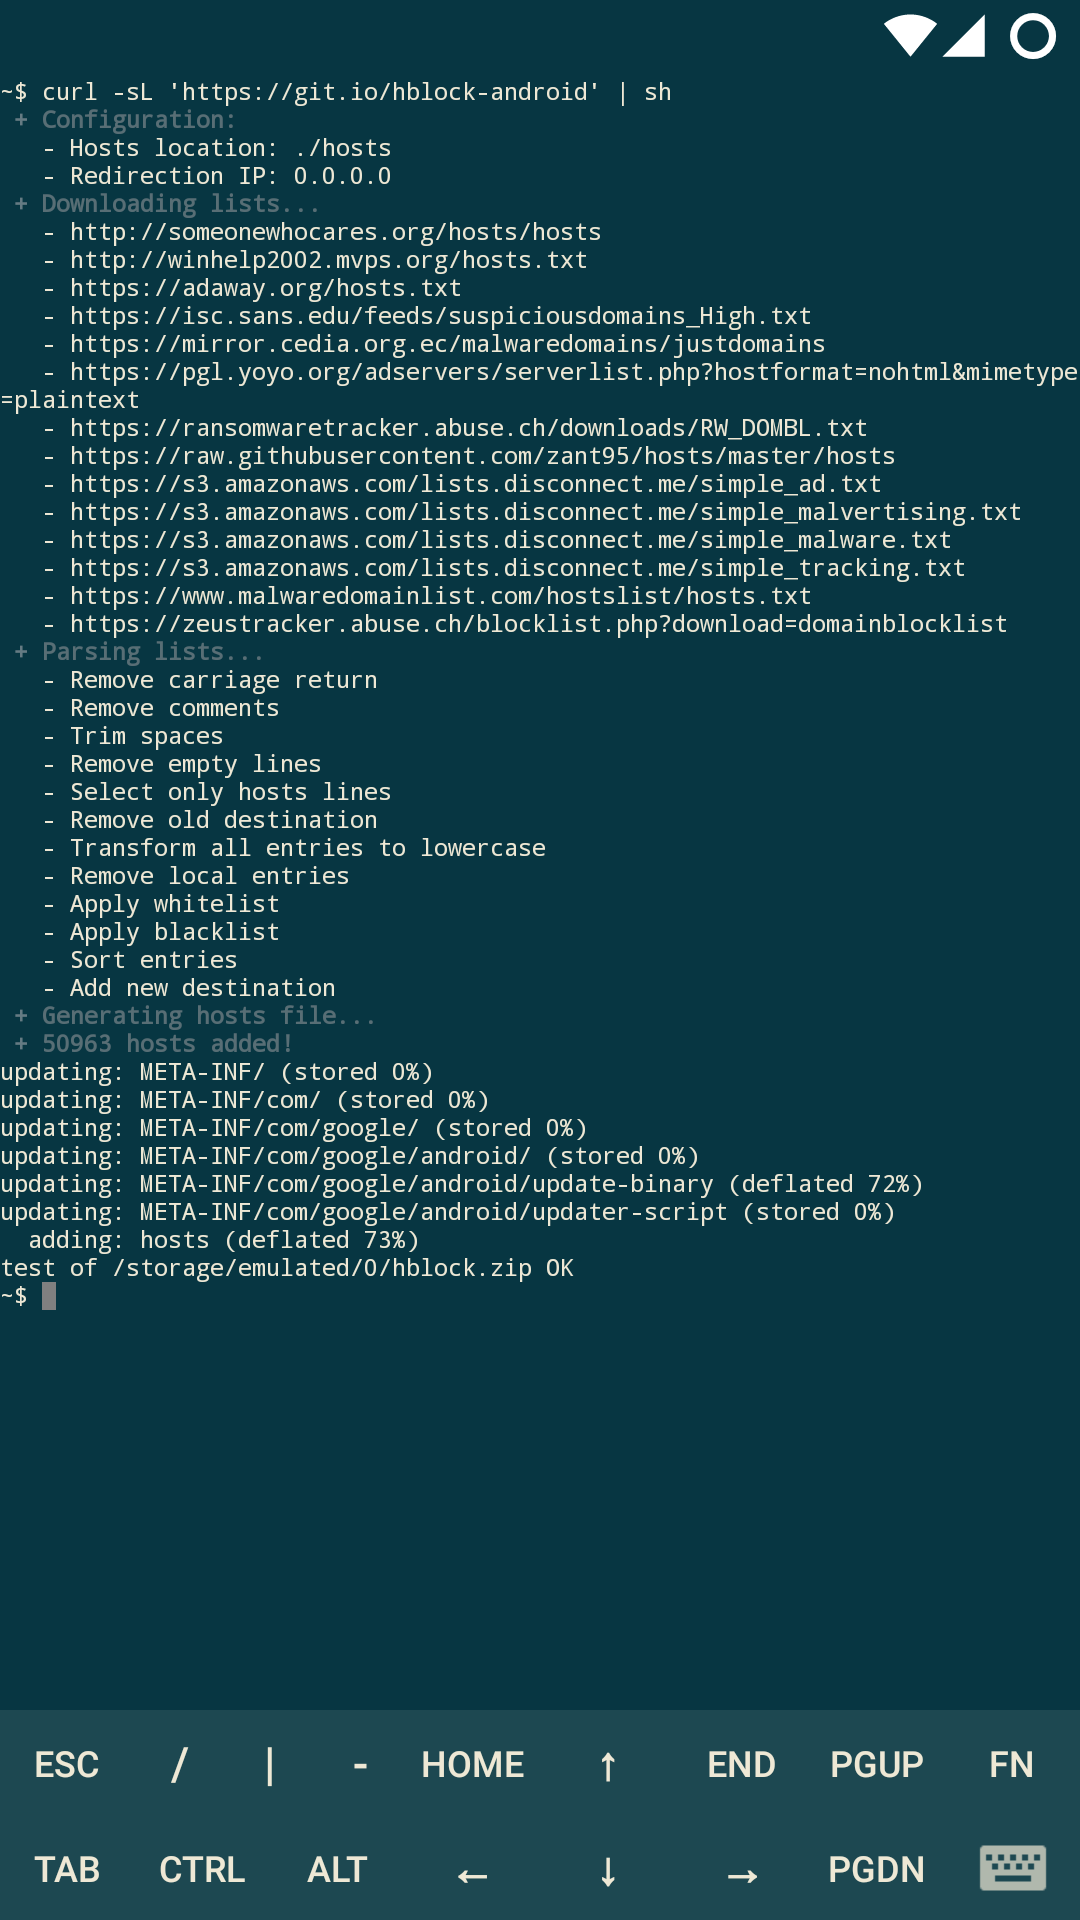 ~$ curl -sL 'https://git.io/hblock-android' | sh
 + Configuration:
   - Hosts location: ./hosts
   - Redirection IP: 0.0.0.0
 + Downloading lists...
   - http://someonewhocares.org/hosts/hosts
   - http://winhelp2002.mvps.org/hosts.txt
   - https://adaway.org/hosts.txt
   - https://isc.sans.edu/feeds/suspiciousdomains_High.txt
   - https://mirror.cedia.org.ec/malwaredomains/justdomains
   - https://pgl.yoyo.org/adservers/serverlist.php?hostformat=nohtml&mimetype
=plaintext
   - https://ransomwaretracker.abuse.ch/downloads/RW_DOMBL.txt
   - https://raw.githubusercontent.com/zant95/hosts/master/hosts
   - https://s3.amazonaws.com/lists.disconnect.me/simple_ad.txt
   - https://s3.amazonaws.com/lists.disconnect.me/simple_malvertising.txt
   - https://s3.amazonaws.com/lists.disconnect.me/simple_malware.txt
   - https://s3.amazonaws.com/lists.disconnect.me/simple_tracking.txt
   - https://www.malwaredomainlist.com/hostslist/hosts.txt
   - https://zeustracker.abuse.ch/blocklist.php?download=domainblocklist
 + Parsing lists...
   - Remove carriage return
   - Remove comments
   - Trim spaces
   - Remove empty lines
   - Select only hosts lines
   - Remove old destination
   - Transform all entries to lowercase
   - Remove local entries
   - Apply whitelist
   - Apply blacklist
   - Sort entries
   - Add new destination
 + Generating hosts file...
 + 50963 hosts added!
updating: META-INF/ (stored 0%)
updating: META-INF/com/ (stored 0%)
updating: META-INF/com/google/ (stored 0%)
updating: META-INF/com/google/android/ (stored 0%)
updating: META-INF/com/google/android/update-binary (deflated 72%)
updating: META-INF/com/google/android/updater-script (stored 0%)
  adding: hosts (deflated 73%)
test of /storage/emulated/0/hblock.zip OK
~$
ESC / | - HOME ↑ END PGUP FN
TAB CTRL ALT ← ↓ → PGDN